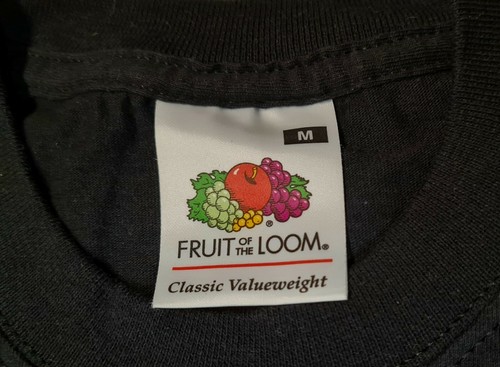 M
®
FRUIT OF THE LOOM®
Classic Valueweight